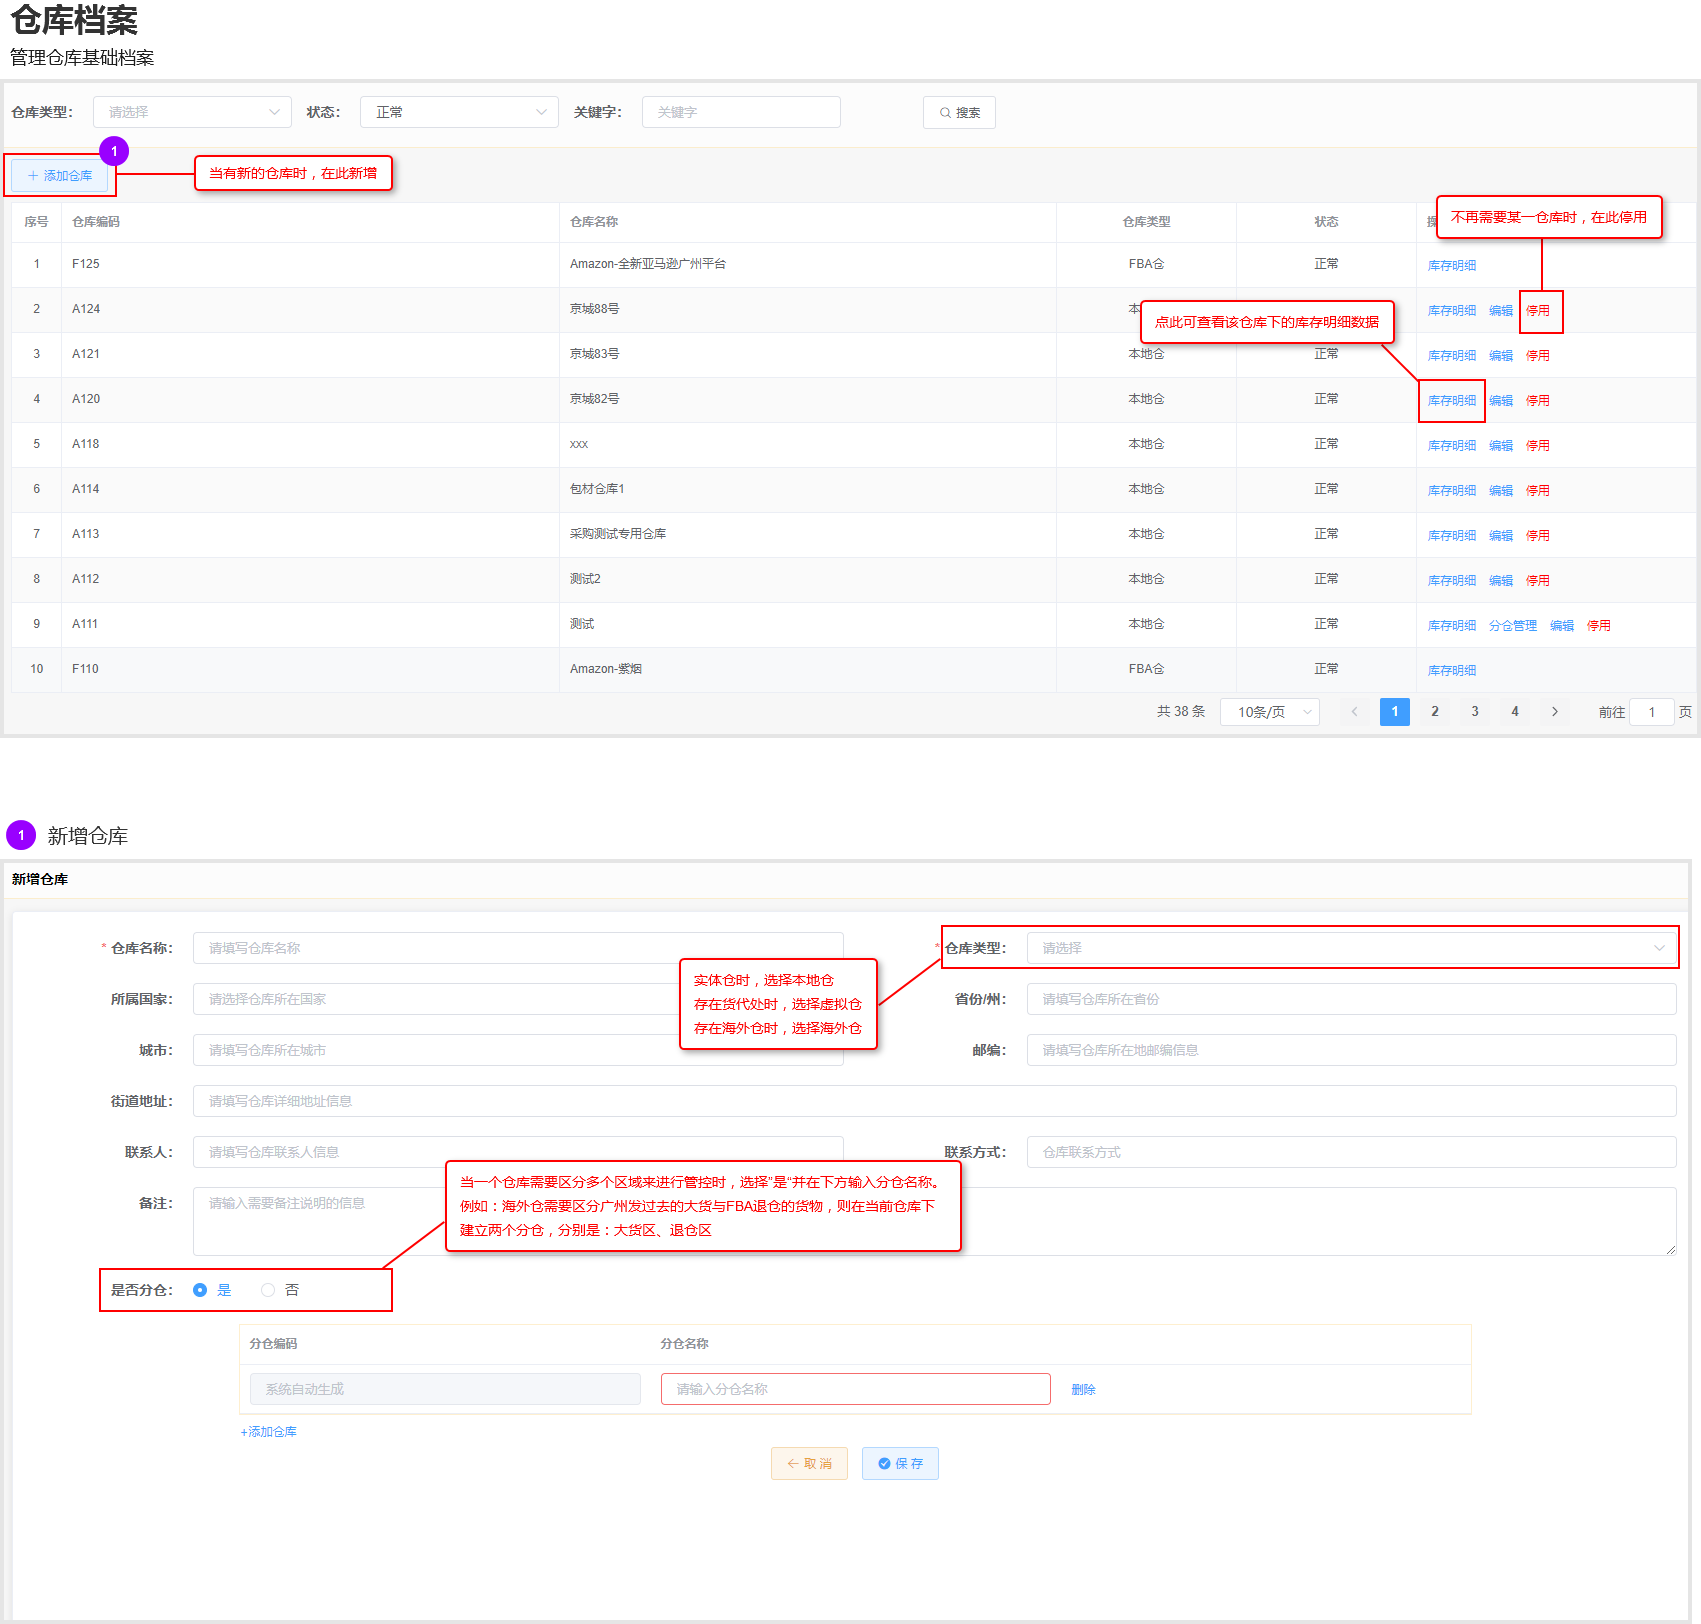 仓库档案
管理仓库基础档案
仓库类型： 请选择 状态： 正常 关键字： 关键字 搜索
1
+ 添加仓库 当有新的仓库时，在此新增
不再需要某一仓库时，在此停用
序号 仓库编码 仓库名称 仓库类型 状态
1 F125 Amazon-全新亚马逊广州平台 FBA仓 正常 库存明细
2 A124 京城88号 本 库存明细 编辑 停用
点此可查看该仓库下的库存明细数据
3 A121 京城83号 本地仓 正常 库存明细 编辑 停用
4 A120 京城82号 本地仓 正常 库存明细 编辑 停用
5 A118 xxx 本地仓 正常 库存明细 编辑 停用
6 A114 包材仓库1 本地仓 正常 库存明细 编辑 停用
7 A113 采购测试专用仓库 本地仓 正常 库存明细 编辑 停用
8 A112 测试2 本地仓 正常 库存明细 编辑 停用
9 A111 测试 本地仓 正常 库存明细 分仓管理 编辑 停用
10 F110 Amazon-紫烟 FBA仓 正常 库存明细
共 38 条 10条/页 < 1 2 3 4 > 前往 1 页
1 新增仓库
新增仓库
* 仓库名称： 请填写仓库名称 * 仓库类型： 请选择
实体仓时，选择本地仓
存在货代处时，选择虚拟仓
存在海外仓时，选择海外仓
所属国家： 请选择仓库所在国家 省份/州： 请填写仓库所在省份
城市： 请填写仓库所在城市 邮编： 请填写仓库所在地邮编信息
街道地址： 请填写仓库详细地址信息
联系人： 请填写仓库联系人信息 联系方式： 仓库联系方式
当一个仓库需要区分多个区域来进行管控时，选择"是"并在下方输入分仓名称。
例如：海外仓需要区分广州发过去的大货与FBA退仓的货物，则在当前仓库下
建立两个分仓，分别是：大货区、退仓区
备注： 请输入需要备注说明的信息
是否分仓： 是 否
分仓编码 分仓名称
系统自动生成 请输入分仓名称 删除
+添加仓库
取 消 保 存